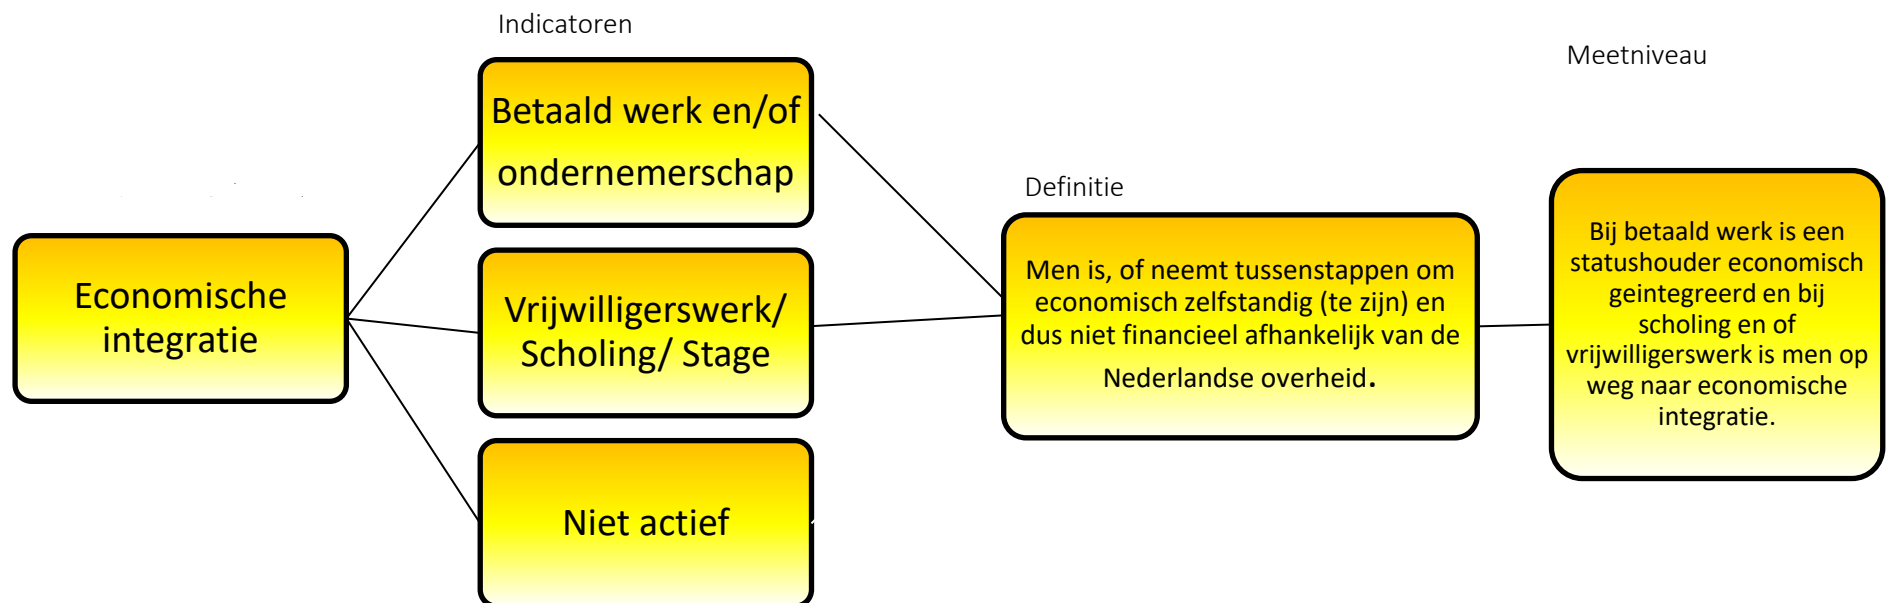 Indicatoren
Meetniveau
Betaald werk en/of
ondernemerschap
Definitie
Economische
integratie
Vrijwilligerswerk/
Scholing/ Stage
Men is, of neemt tussenstappen om
economisch zelfstandig (te zijn) en
dus niet financieel afhankelijk van de
Nederlandse overheid.
Bij betaald werk is een
statushouder economisch
geintegreerd en bij
scholing en of
vrijwilligerswerk is men op
weg naar economische
integratie.
Niet actief